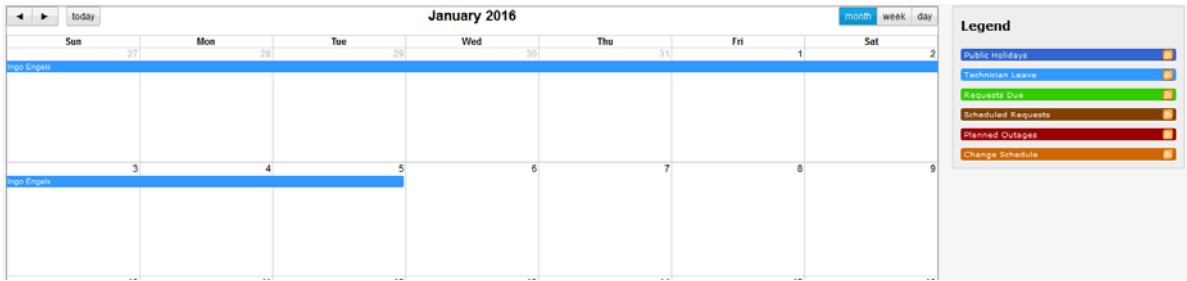 ◄ ► today January 2016 month week day
Sun Mon Tue Wed Thu Fri Sat
27 28 29 30 31 1 2
Ingo Engels
3 4 5 6 7 8 9
Ingo Engels
Legend
Public Holidays
Technician Leave
Requests Due
Scheduled Requests
Planned Outages
Change Schedule